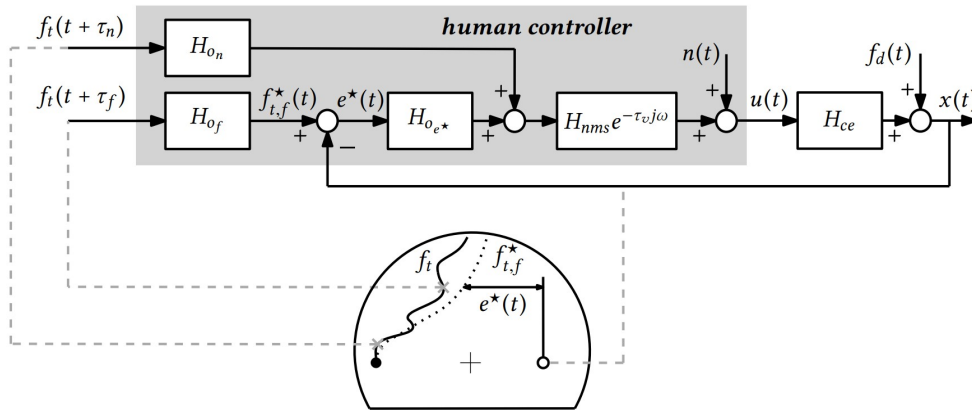 f_t(t + τ_n)
human controller
H_{o_n}
n(t)
f_d(t)
f_t(t + τ_f)
f^⋆_{t,f}(t)
e^⋆(t)
u(t)
x(t)
H_{o_f}
H_{o_{e^⋆}}
H_{nms}e^{−τ_v jω}
H_{ce}
+
+
+
+
+
+
+
−
f_t
f^⋆_{t,f}
e^⋆(t)